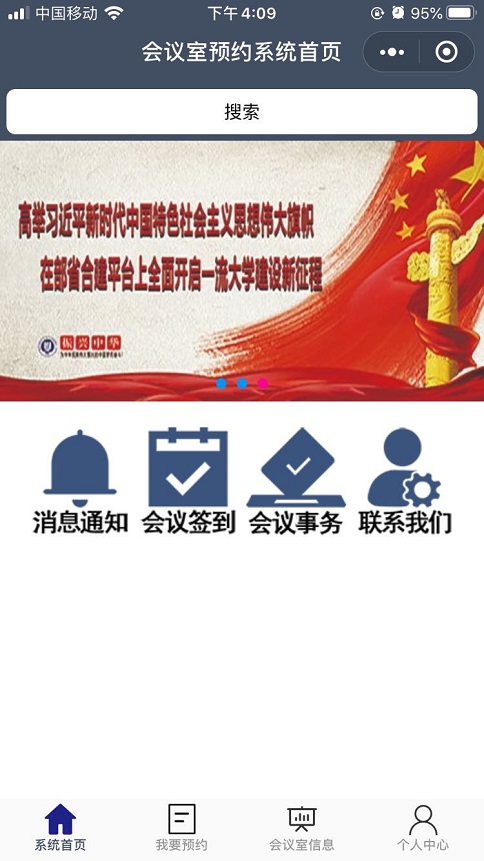 中国移动 下午4:09 95%
会议室预约系统首页
搜索
高举习近平新时代中国特色社会主义思想伟大旗帜
在部省合建平台上全面开启一流大学建设新征程
振兴中华
消息通知 会议签到 会议事务 联系我们
系统首页 我要预约 会议室信息 个人中心